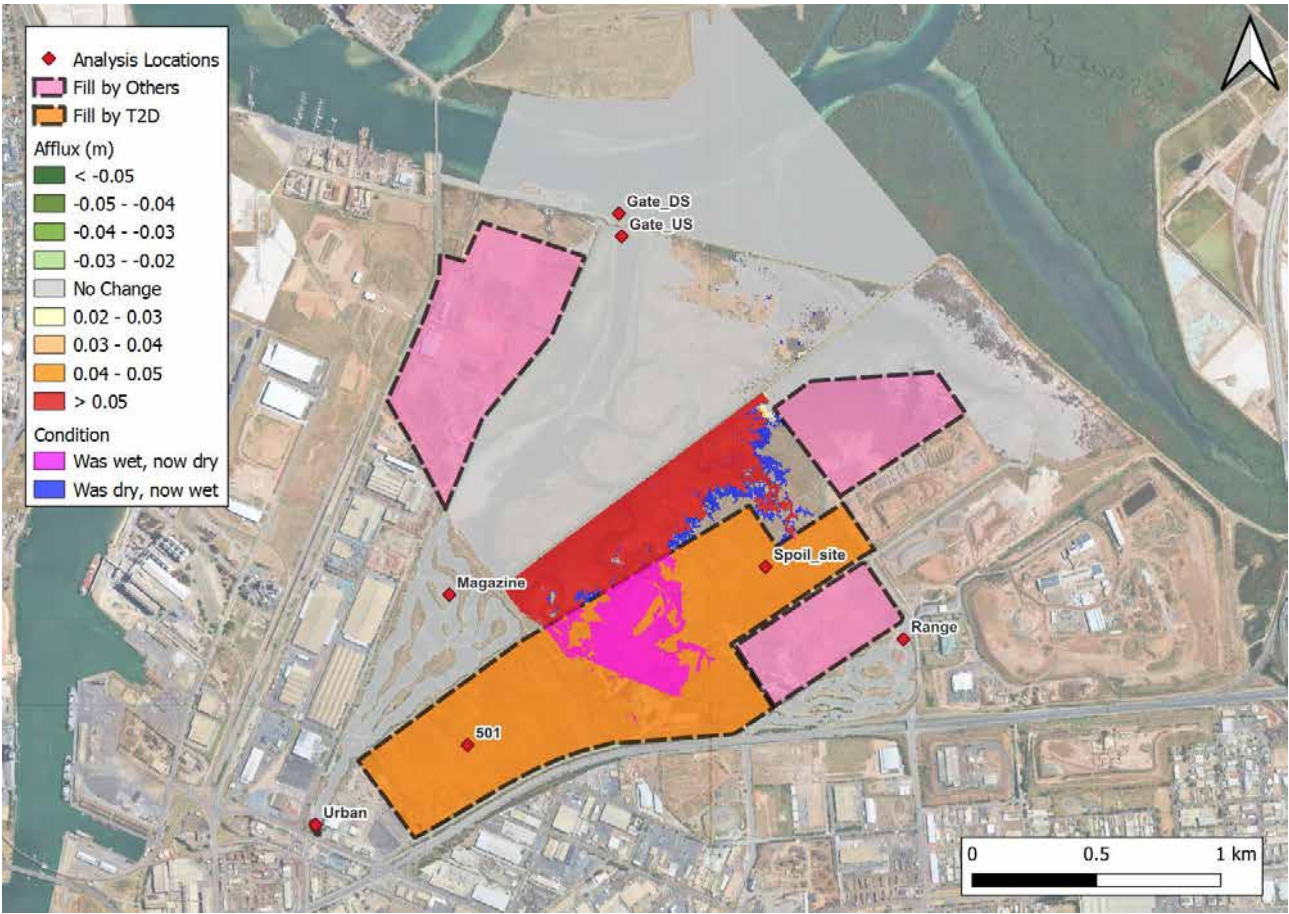 Analysis Locations
Fill by Others
Fill by T2D
Afflux (m)
< -0.05
-0.05 - -0.04
-0.04 - -0.03
-0.03 - -0.02
No Change
0.02 - 0.03
0.03 - 0.04
0.04 - 0.05
> 0.05
Condition
Was wet, now dry
Was dry, now wet
Gate_DS
Gate_US
Magazine
Spoil_site
Range
501
Urban
0 0.5 1 km